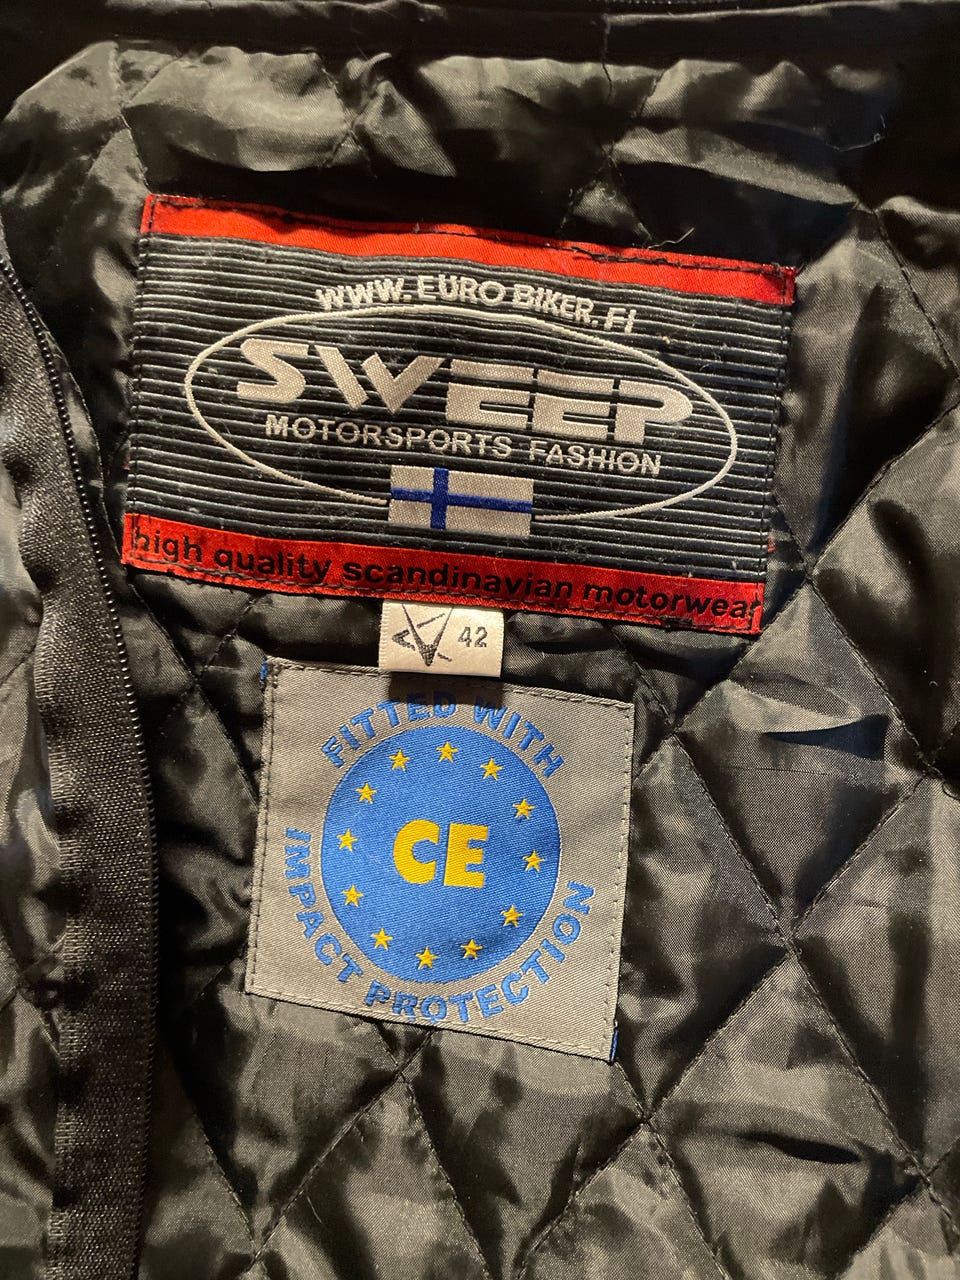 WWW.EURO BIKER.FI
SWEEP
MOTORSPORTS FASHION
high quality scandinavian motorwear
42
FITTED WITH
CE
IMPACT PROTECTION